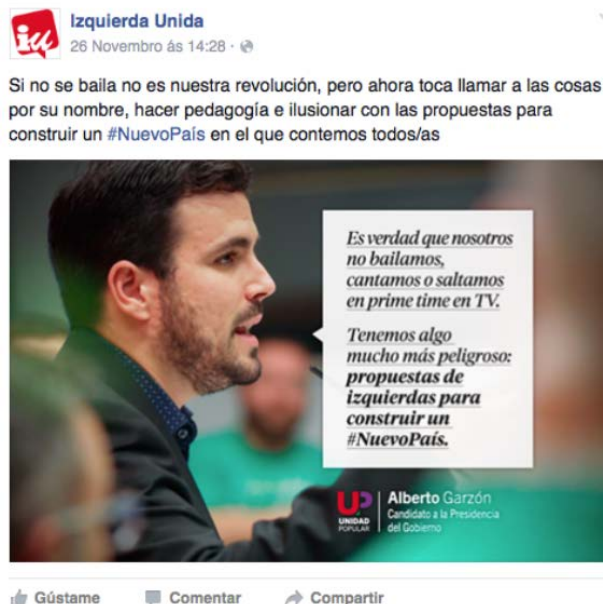 iu
Izquierda Unida
26 Novembro ás 14:28 ·
Si no se baila no es nuestra revolución, pero ahora toca llamar a las cosas
por su nombre, hacer pedagogía e ilusionar con las propuestas para
construir un #NuevoPaís en el que contemos todos/as
Es verdad que nosotros
no bailamos,
cantamos o saltamos
en prime time en TV.
Tenemos algo
mucho más peligroso:
propuestas de
izquierdas para
construir un
#NuevoPaís.
UP
UNIDAD
POPULAR
Alberto Garzón
Candidato a la Presidencia
del Gobierno
Gústame Comentar Compartir